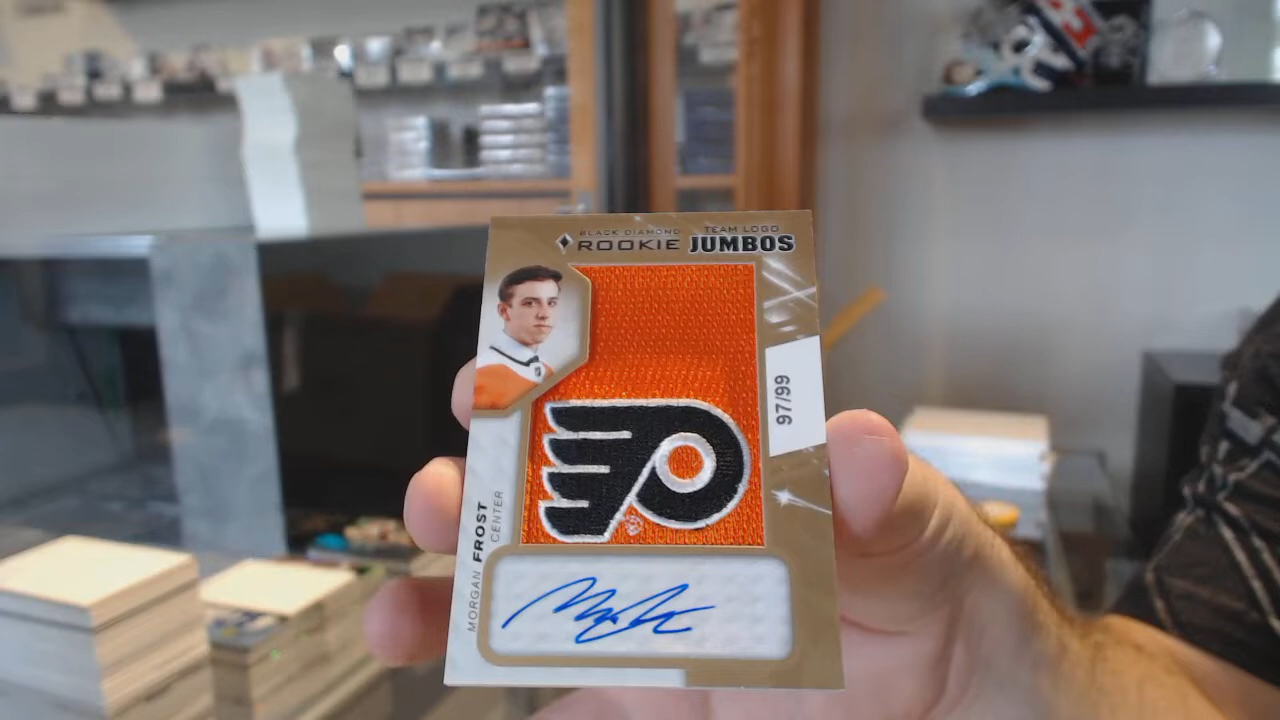 BLACK DIAMOND
ROOKIE
TEAM LOGO
JUMBOS
97/99
MORGAN FROST
CENTER